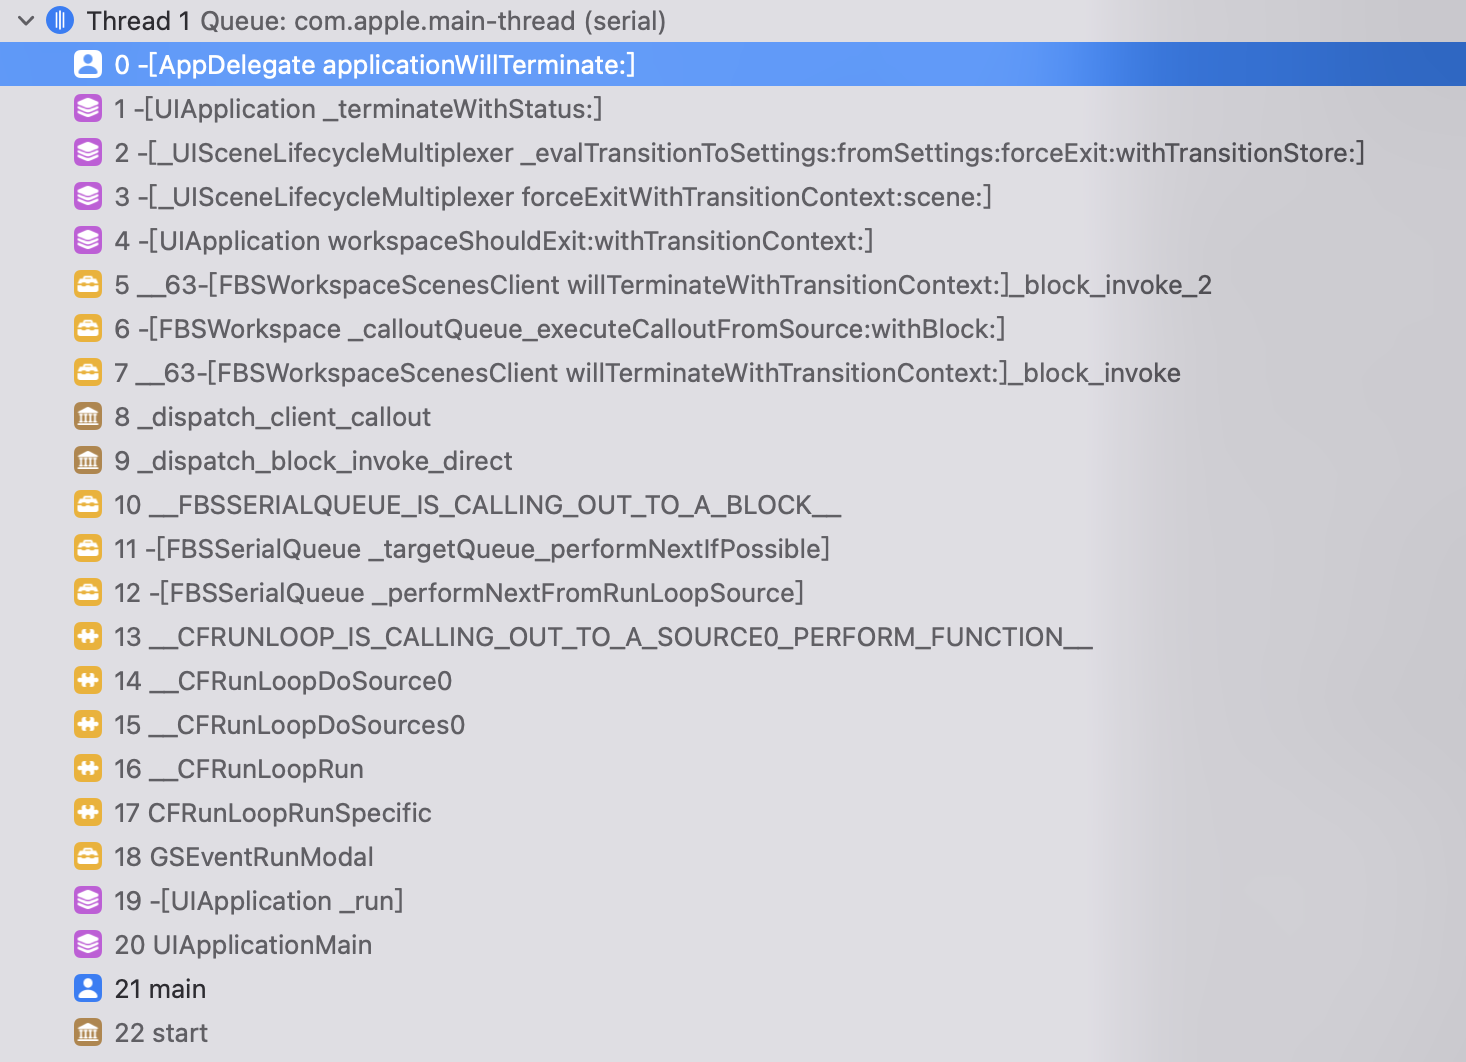 Thread 1 Queue: com.apple.main-thread (serial)
0 -[AppDelegate applicationWillTerminate:]
1 -[UIApplication _terminateWithStatus:]
2 -[_UISceneLifecycleMultiplexer _evalTransitionToSettings:fromSettings:forceExit:withTransitionStore:]
3 -[_UISceneLifecycleMultiplexer forceExitWithTransitionContext:scene:]
4 -[UIApplication workspaceShouldExit:withTransitionContext:]
5 __63-[FBSWorkspaceScenesClient willTerminateWithTransitionContext:]_block_invoke_2
6 -[FBSWorkspace _calloutQueue_executeCalloutFromSource:withBlock:]
7 __63-[FBSWorkspaceScenesClient willTerminateWithTransitionContext:]_block_invoke
8 _dispatch_client_callout
9 _dispatch_block_invoke_direct
10 __FBSSERIALQUEUE_IS_CALLING_OUT_TO_A_BLOCK__
11 -[FBSSerialQueue _targetQueue_performNextIfPossible]
12 -[FBSSerialQueue _performNextFromRunLoopSource]
13 __CFRUNLOOP_IS_CALLING_OUT_TO_A_SOURCE0_PERFORM_FUNCTION__
14 __CFRunLoopDoSource0
15 __CFRunLoopDoSources0
16 __CFRunLoopRun
17 CFRunLoopRunSpecific
18 GSEventRunModal
19 -[UIApplication _run]
20 UIApplicationMain
21 main
22 start